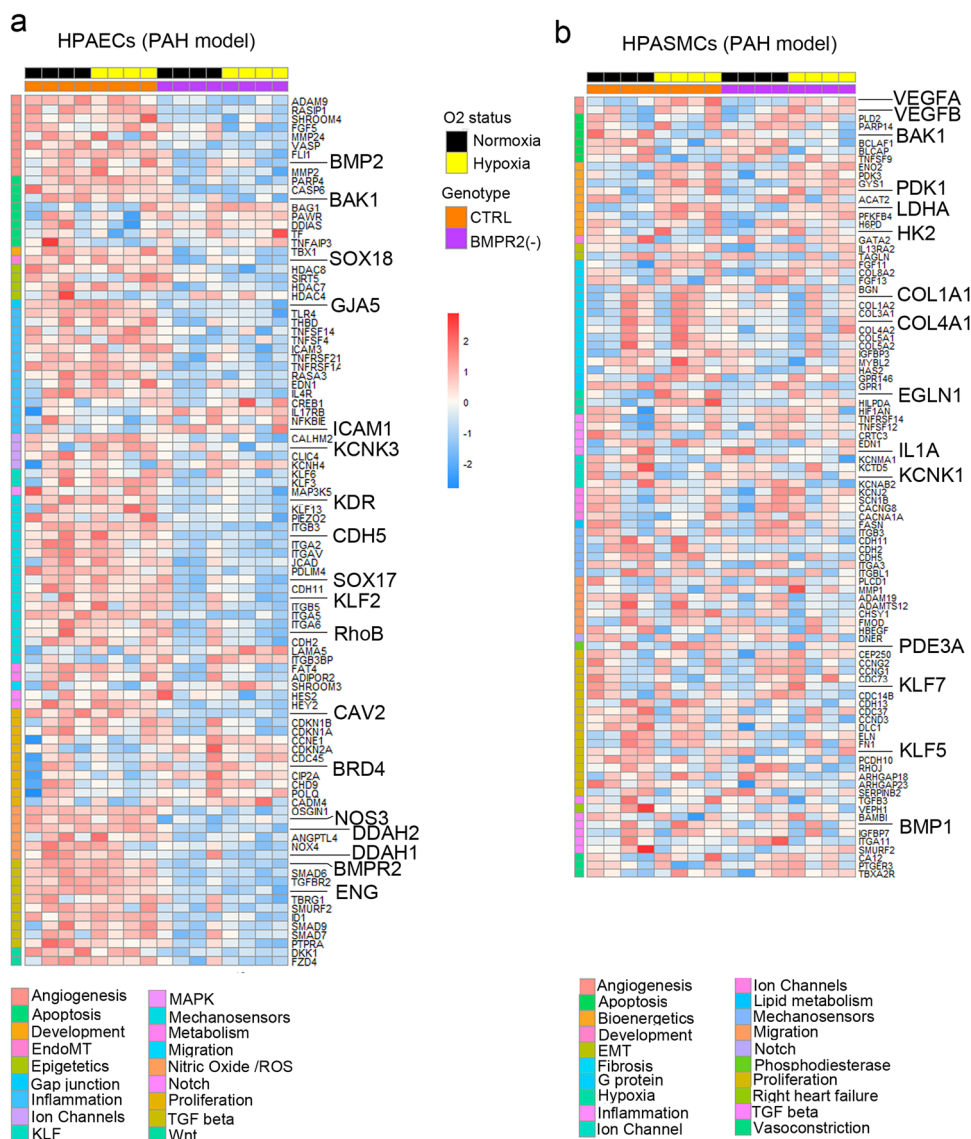 a
HPAECs (PAH model)
ADAM9
RASIP1
SHROOM4
FGF5
MMP24
VASP
FLI1
BMP2
MMP2
PARP4
CASP6
BAK1
BAG1
PAWR
DDIAS
TF
TNFAIP3
TBX1
SOX18
HDAC8
SIRT5
HDAC7
HDAC4
GJA5
TLR4
THBD
TNFSF14
TNFSF4
ICAM3
TNFRSF21
TNFRSF1A
RASA3
EDN1
IL4R
CREB1
IL17RB
NFKBIE
ICAM1
CALHM2
KCNK3
CLIC4
KCNH4
KLF6
KLF3
MAP3K5
KDR
KLF13
PIEZO2
ITGB3
CDH5
ITGA2
ITGAV
JCAD
PDLIM4
SOX17
CDH11
KLF2
ITGB5
ITGA5
ITGA6
RhoB
CDH2
LAMA5
ITGB3BP
FAT4
ADIPOR2
SHROOM3
HES2
HEY2
CAV2
CDKN1B
CDKN1A
CCNE1
CDKN2A
CDC45
BRD4
CIP2A
CHD9
POLQ
CADM4
OSGIN1
NOS3
DDAH2
ANGPTL4
NOX4
DDAH1
BMPR2
SMAD6
TGFBR2
ENG
TBRG1
SMURF2
ID1
SMAD9
SMAD7
PTPRA
DKK1
FZD4
O2 status
Normoxia
Hypoxia
Genotype
CTRL
BMPR2(-)
2
1
0
-1
-2
Angiogenesis
Apoptosis
Development
EndoMT
Epigetetics
Gap junction
Inflammation
Ion Channels
KLF
MAPK
Mechanosensors
Metabolism
Migration
Nitric Oxide /ROS
Notch
Proliferation
TGF beta
Wnt
b
HPASMCs (PAH model)
VEGFA
VEGFB
PLD2
PARP14
BAK1
BCLAF1
BLCAP
TNFSF9
ENO2
PDK3
GYS1
PDK1
ACAT2
LDHA
PFKFB4
H6PD
HK2
GATA2
IL13RA2
TAGLN
FGF11
COL8A2
FGF13
BGN
COL1A1
COL1A2
COL3A1
COL4A1
COL4A2
COL5A1
COL5A2
IGFBP3
MYBL2
HAS2
GPR146
GPR1
EGLN1
HILPDA
HIF1AN
TNFRSF14
TNFSF12
CRTC3
EDN1
IL1A
KCNMA1
KCTD5
KCNK1
KCNAB2
KCNJ2
SCN1B
CACNG8
CACNA1A
FASN
ITGB3
CDH11
CDH2
CDH5
ITGA3
ITGBL1
PLCD1
MMP1
ADAM19
ADAMTS12
CHSY1
FMOD
HBEGF
DNER
PDE3A
CEP250
CCNG2
CCNG1
CDC73
KLF7
CDC14B
CDH13
CDC37
CCND3
DLC1
ELN
FN1
KLF5
PCDH10
RHOJ
ARHGAP18
ARHGAP23
SERPINB2
TGFB3
VEPH1
BAMBI
BMP1
IGFBP7
ITGA11
SMURF2
CA12
PTGER3
TBXA2R
Angiogenesis
Apoptosis
Bioenergetics
Development
EMT
Fibrosis
G protein
Hypoxia
Inflammation
Ion Channel
Ion Channels
Lipid metabolism
Mechanosensors
Migration
Notch
Phosphodiesterase
Proliferation
Right heart failure
TGF beta
Vasoconstriction